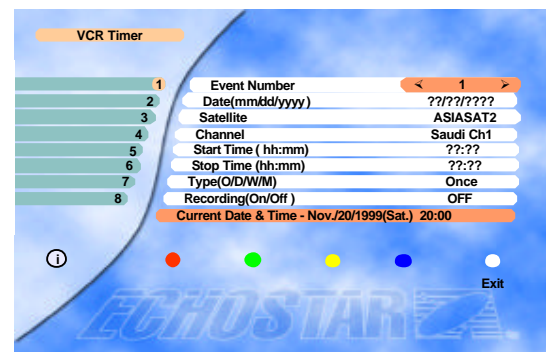 VCR Timer
1
2
3
4
5
6
7
8
Event Number 1
Date(mm/dd/yyyy) ??/??/????
Satellite ASIASAT2
Channel Saudi Ch1
Start Time ( hh:mm) ??:??
Stop Time (hh:mm) ??:??
Type(O/D/W/M) Once
Recording(On/Off ) OFF
Current Date & Time - Nov./20/1999(Sat.) 20:00
i
Exit
ECHOSTAR